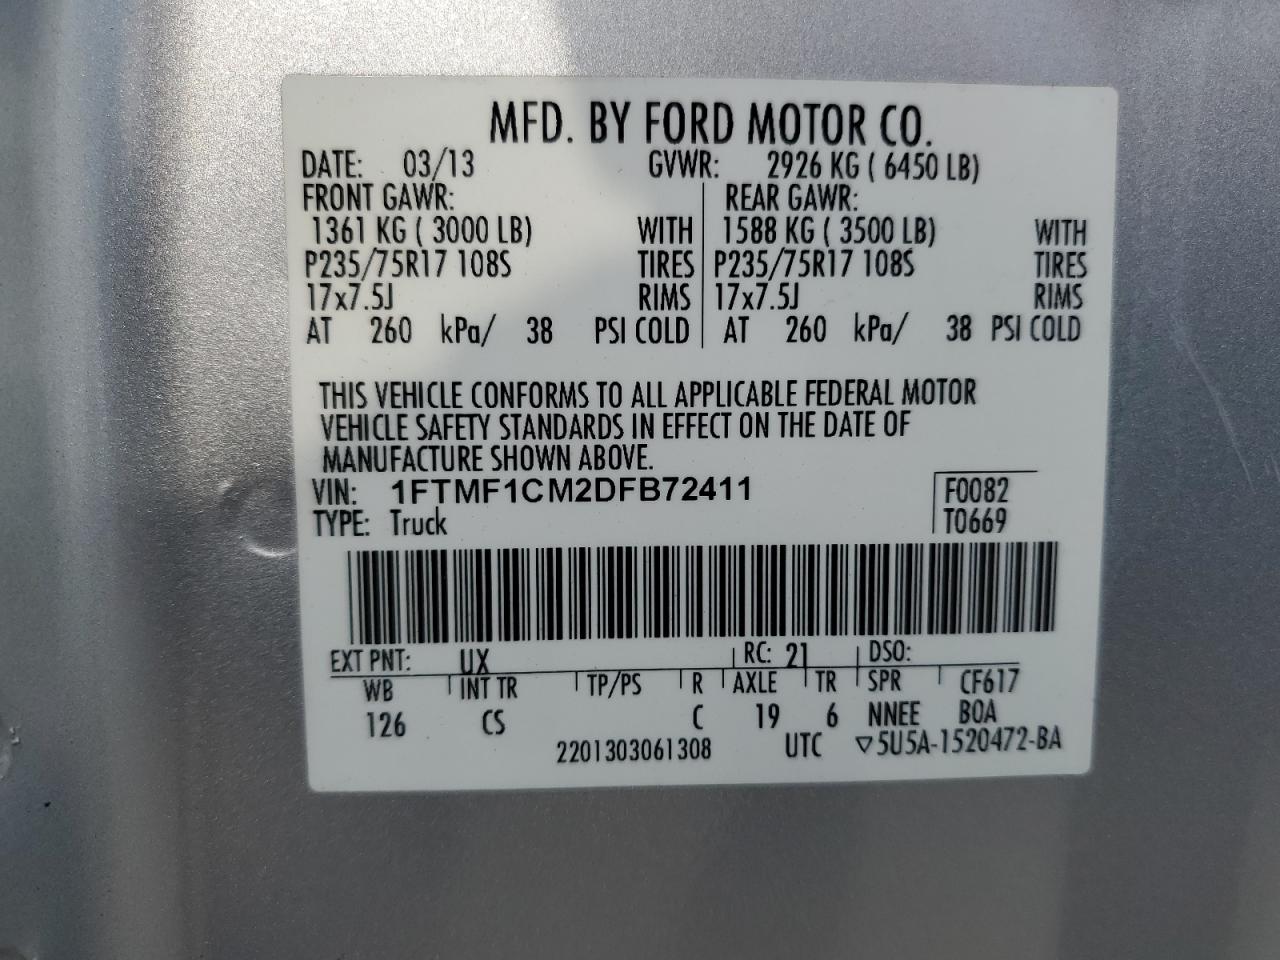 MFD. BY FORD MOTOR CO.
DATE: 03/13 GVWR: 2926 KG ( 6450 LB)
FRONT GAWR: REAR GAWR:
1361 KG ( 3000 LB) WITH 1588 KG ( 3500 LB) WITH
P235/75R17 108S TIRES P235/75R17 108S TIRES
17x7.5J RIMS 17x7.5J RIMS
AT 260 kPa/ 38 PSI COLD AT 260 kPa/ 38 PSI COLD
THIS VEHICLE CONFORMS TO ALL APPLICABLE FEDERAL MOTOR
VEHICLE SAFETY STANDARDS IN EFFECT ON THE DATE OF
MANUFACTURE SHOWN ABOVE.
VIN: 1FTMF1CM2DFB72411 F0082
TYPE: Truck T0669
EXT PNT: UX RC: 21 DSO:
WB INT TR TP/PS R AXLE TR SPR CF617
126 CS C 19 6 NNEE BOA
2201303061308 UTC ▽5U5A-1520472-BA